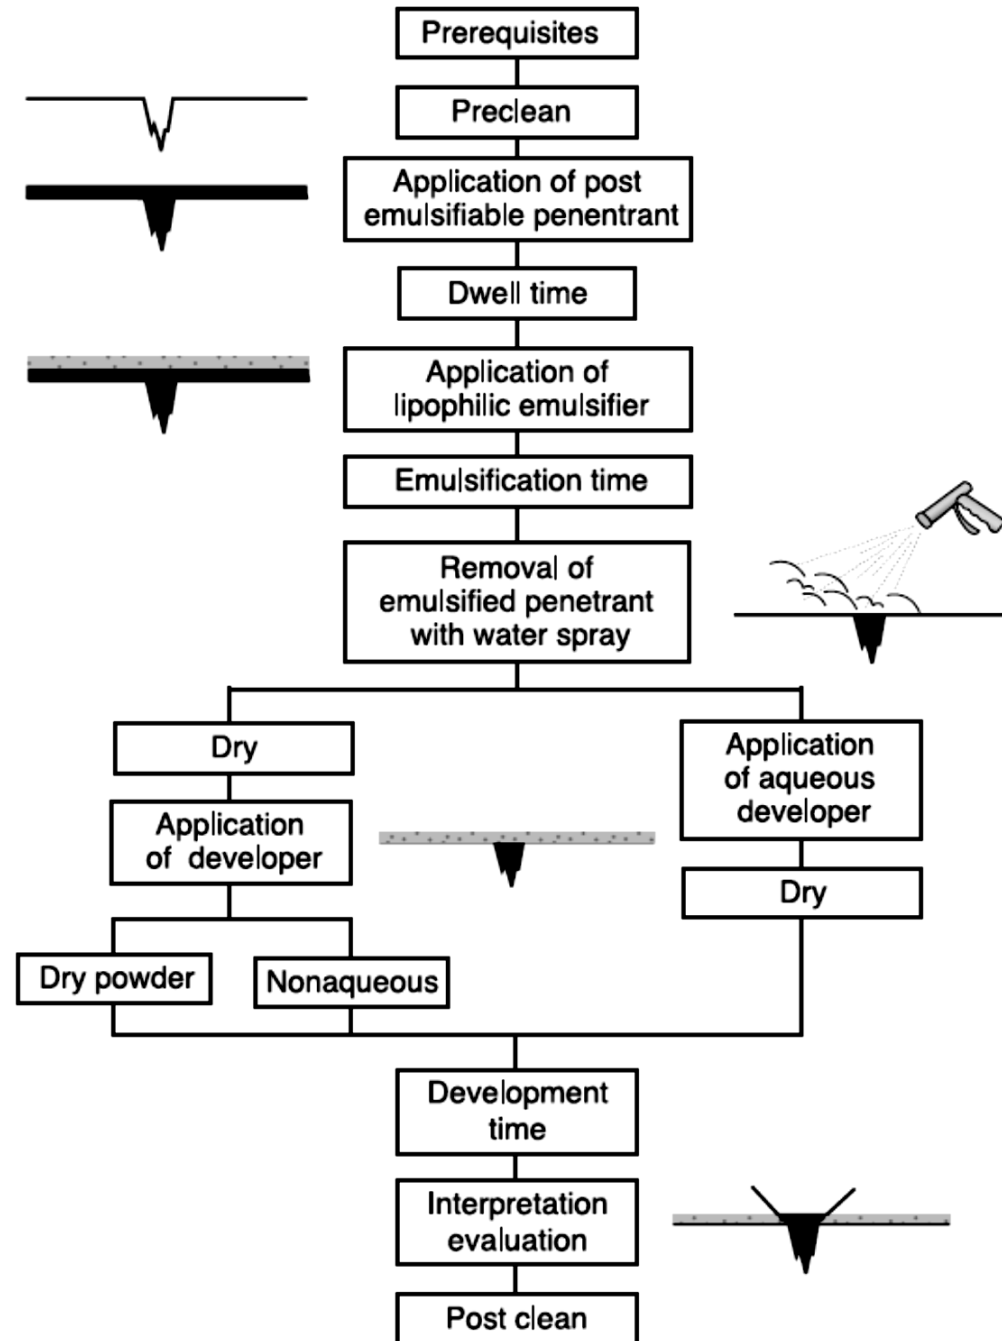 Prerequisites
Preclean
Application of post
emulsifiable penentrant
Dwell time
Application of
lipophilic emulsifier
Emulsification time
Removal of
emulsified penetrant
with water spray
Dry
Application
of developer
Dry powder
Nonaqueous
Application
of aqueous
developer
Dry
Development
time
Interpretation
evaluation
Post clean